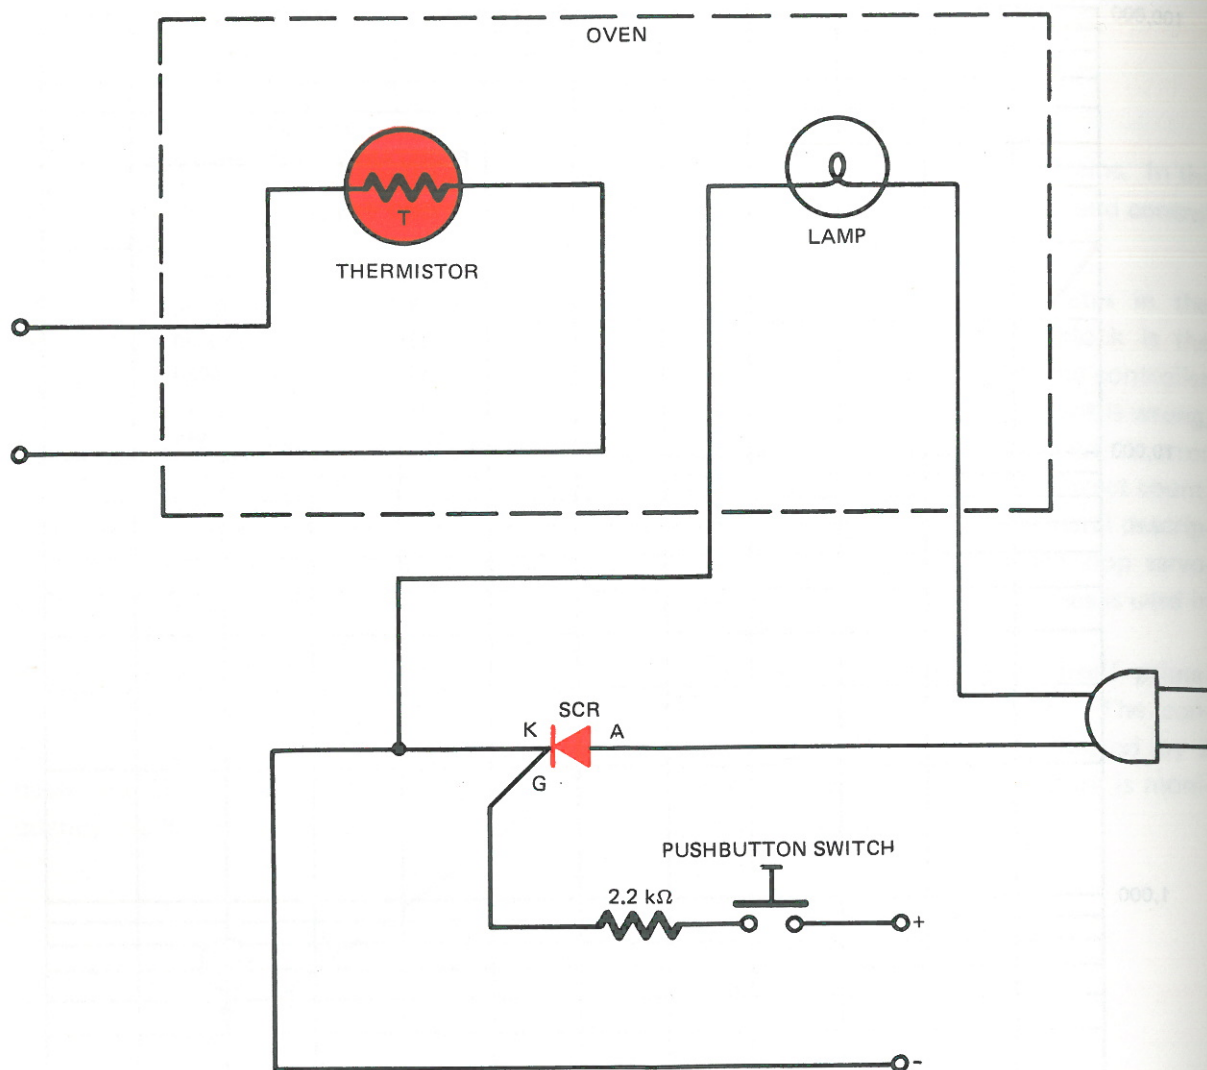 OVEN
T
THERMISTOR
LAMP
SCR
K
A
G
PUSHBUTTON SWITCH
2.2 kΩ
+
-